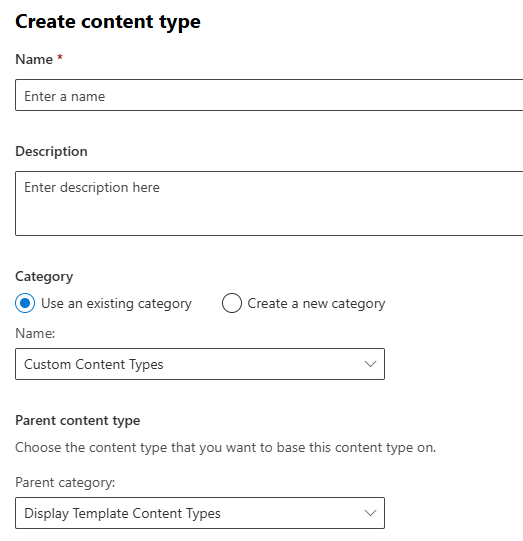 Create content type
Name *
Enter a name
Description
Enter description here
Category
Use an existing category Create a new category
Name:
Custom Content Types
Parent content type
Choose the content type that you want to base this content type on.
Parent category:
Display Template Content Types